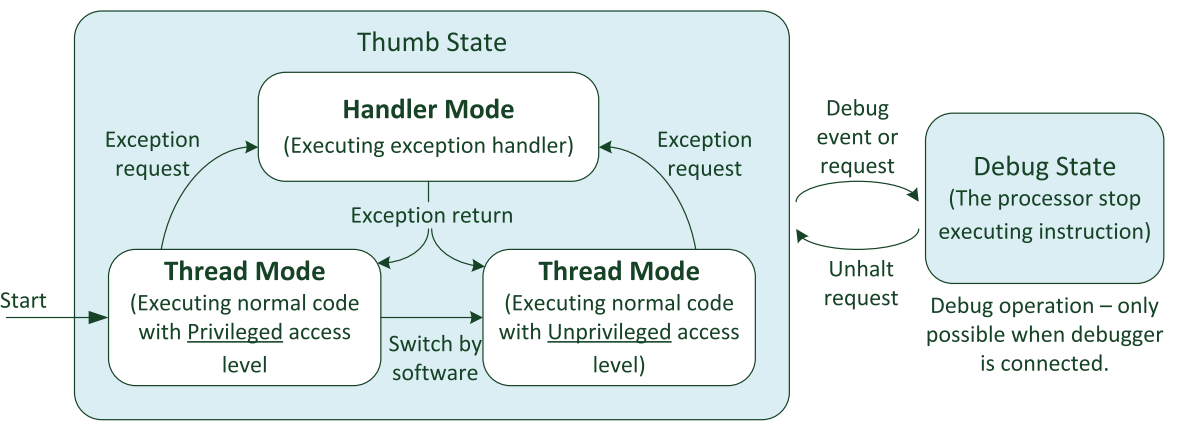 Thumb State
Handler Mode
(Executing exception handler)
Exception
request
Exception
request
Exception return
Start
Thread Mode
(Executing normal code
with Privileged access
level
Switch by
software
Thread Mode
(Executing normal code
with Unprivileged access
level)
Debug
event or
request
Unhalt
request
Debug State
(The processor stop
executing instruction)
Debug operation – only
possible when debugger
is connected.